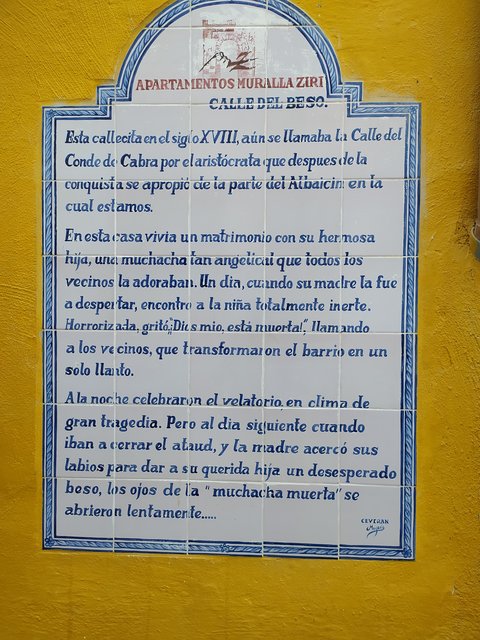 APARTAMENTOS MURALLA ZIRI
CALLE DEL BESO.
Esta callecita en el siglo XVIII, aún se llamaba la Calle del
Conde de Cabra por el aristócrata que despues de la
conquista se apropió de la parte del Albaicín en la
cual estamos.
En esta casa vivia un matrimonio con su hermosa
hija, una muchacha tan angelical que todos los
vecinos la adoraban. Un dia, cuando su madre la fue
a despertar, encontro a la niña totalmente inerte.
Horrorizada, gritó,"Dios mio, está muerta!", llamando
a los vecinos, que transformaron el barrio en un
solo llanto.
A la noche celebraron el velatorio, en clima de
gran tragedia. Pero al dia siguiente cuando
iban a cerrar el ataud, y la madre acercó sus
labios para dar a su querida hija un desesperado
beso, los ojos de la "muchacha muerta" se
abrieron lentamente.....
CEVERAN